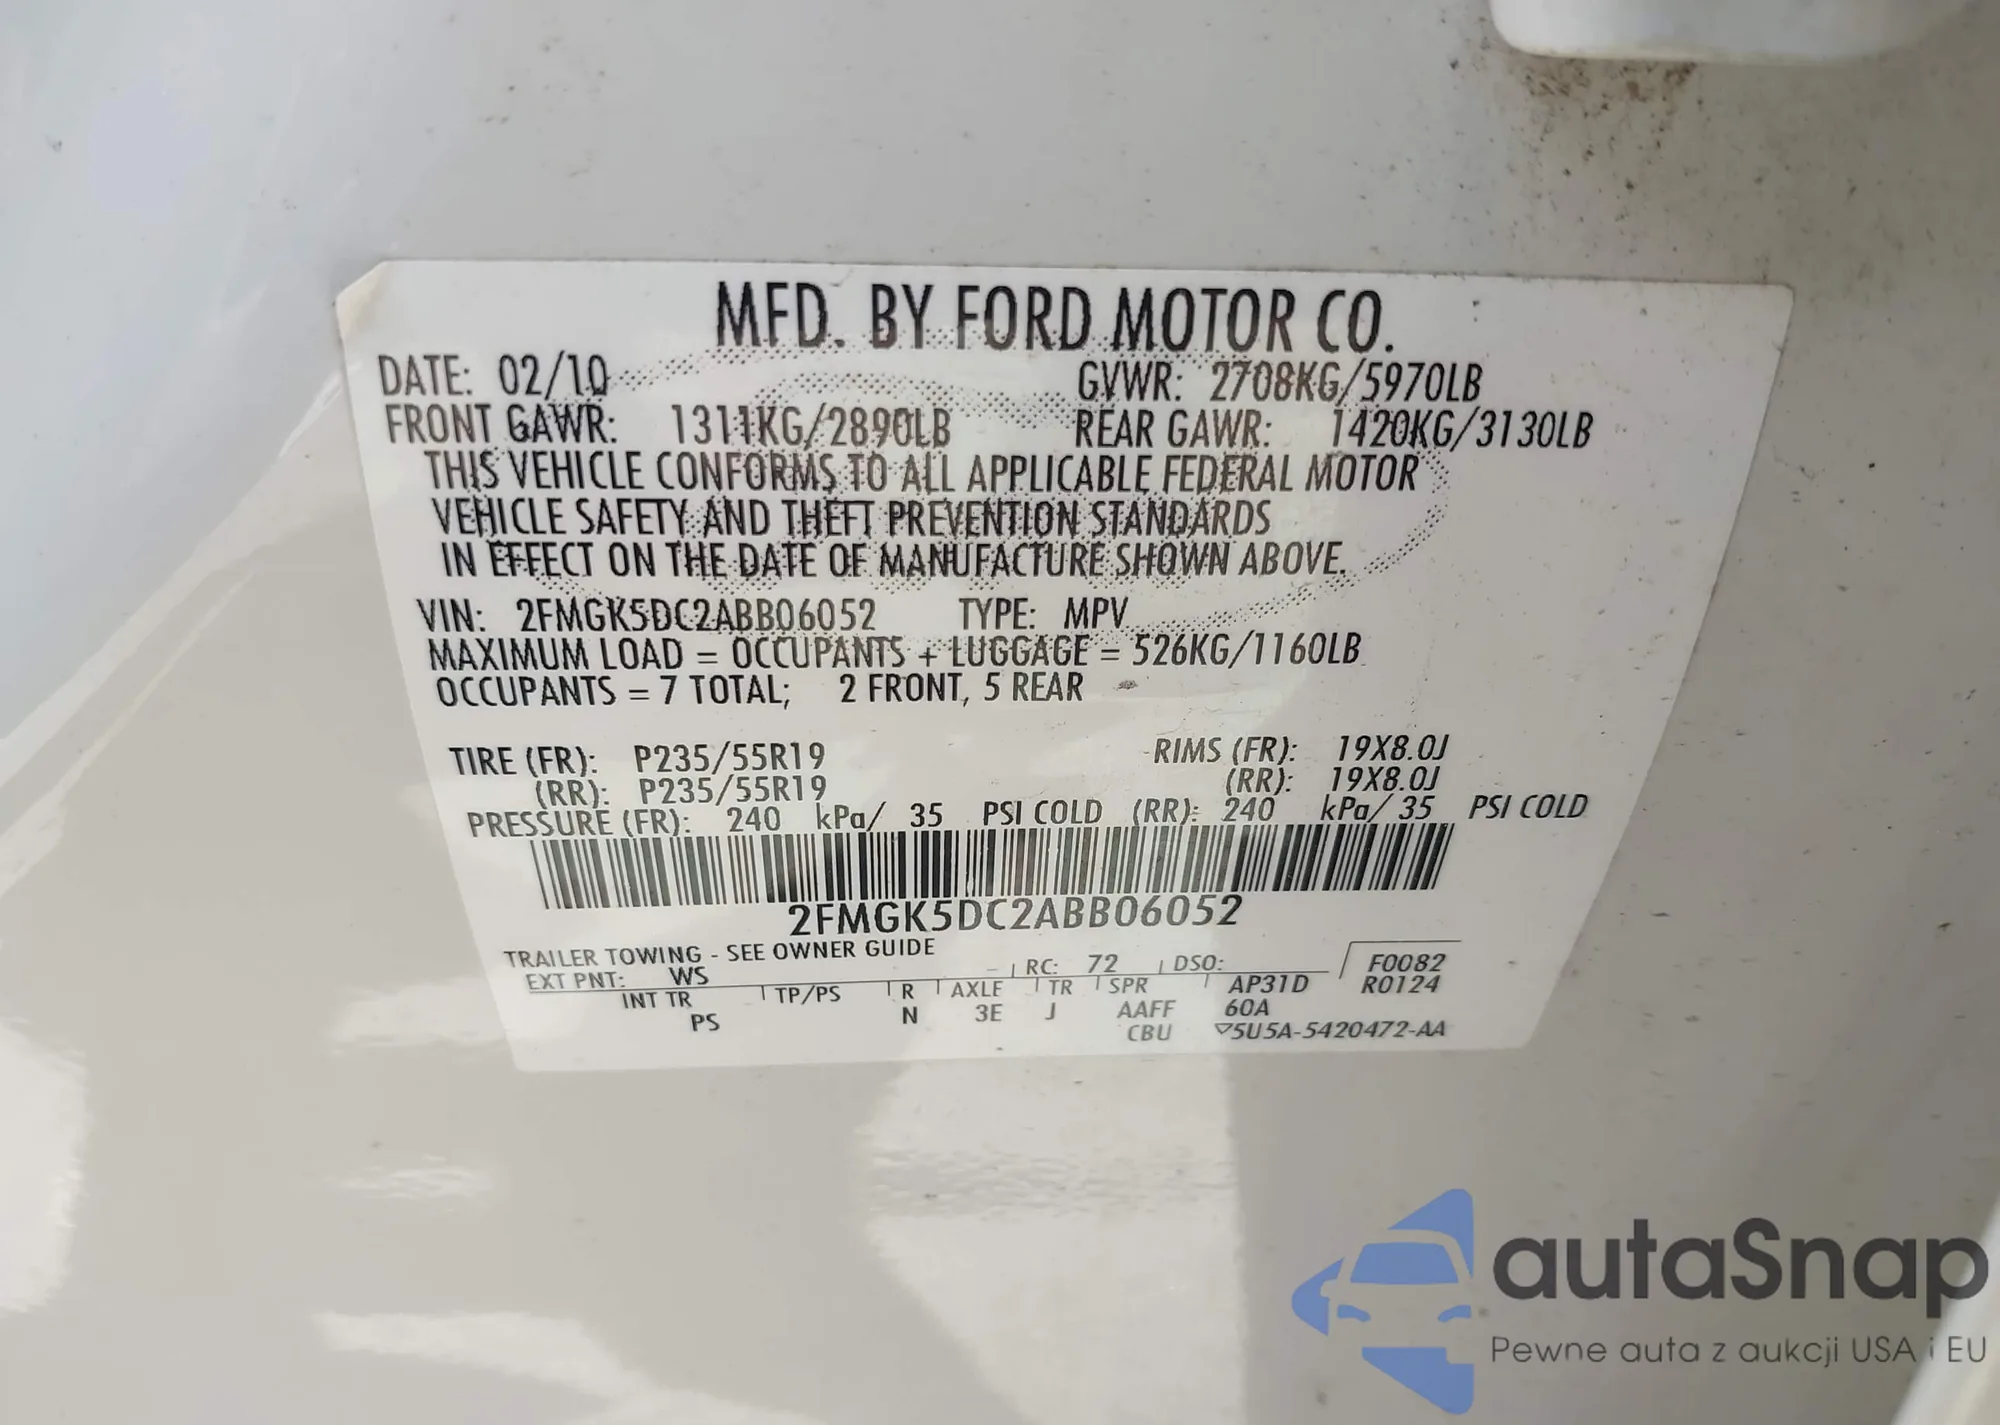 MFD. BY FORD MOTOR CO.
DATE: 02/10 GVWR: 2708KG/5970LB
FRONT GAWR: 1311KG/2890LB REAR GAWR: 1420KG/3130LB
THIS VEHICLE CONFORMS TO ALL APPLICABLE FEDERAL MOTOR
VEHICLE SAFETY AND THEFT PREVENTION STANDARDS
IN EFFECT ON THE DATE OF MANUFACTURE SHOWN ABOVE.
VIN: 2FMGK5DC2ABB06052 TYPE: MPV
MAXIMUM LOAD = OCCUPANTS + LUGGAGE = 526KG/1160LB
OCCUPANTS = 7 TOTAL; 2 FRONT, 5 REAR
TIRE (FR): P235/55R19 RIMS (FR): 19X8.0J
(RR): P235/55R19 (RR): 19X8.0J
PRESSURE (FR): 240 kPa/ 35 PSI COLD (RR): 240 kPa/ 35 PSI COLD
2FMGK5DC2ABB06052
TRAILER TOWING - SEE OWNER GUIDE
EXT PNT: WS RC: 72 DSO: F0082
INT TR TP/PS R AXLE TR SPR AP31D R0124
PS N 3E J AAFF 60A
CBU ▽5U5A-5420472-AA
autaSnap
Pewne auta z aukcji USA i EU